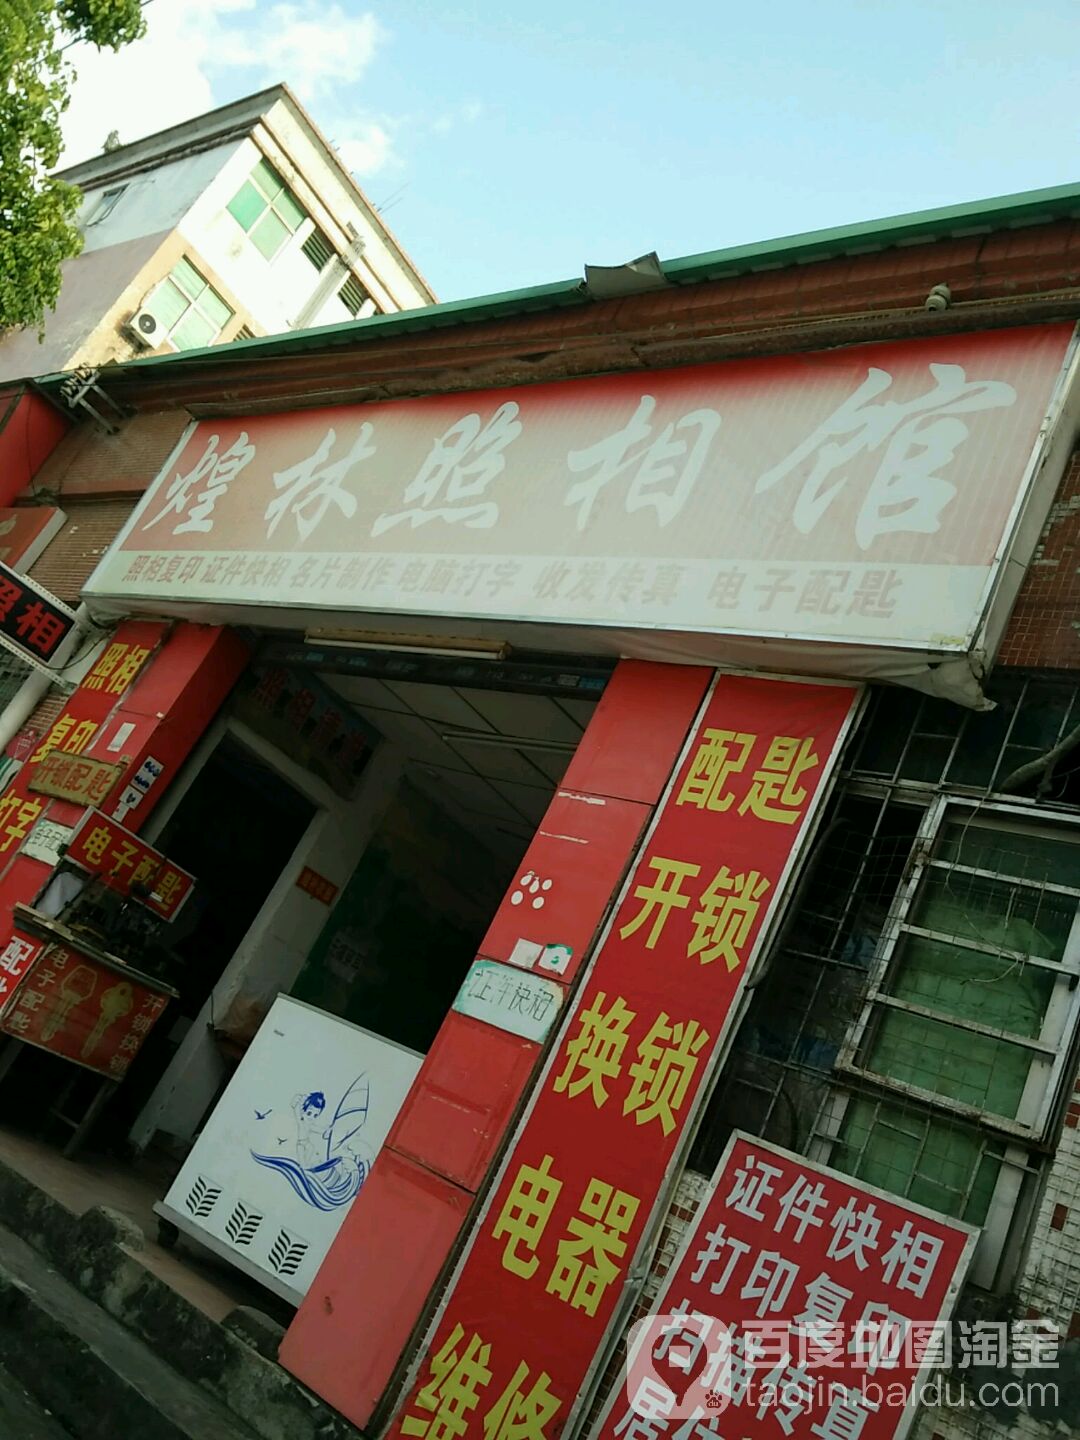 煌林照相馆
照相复印 证件快相 名片制作 电脑打字 收发传真 电子配匙
照相
照相
复印
打字
开锁配匙
电子配匙
电子配匙
开锁换锁
配
证件快相
配匙
开锁
换锁
电器
维修
证件快相
打印复印
扫描传真
百度地图淘金
taojin.baidu.com